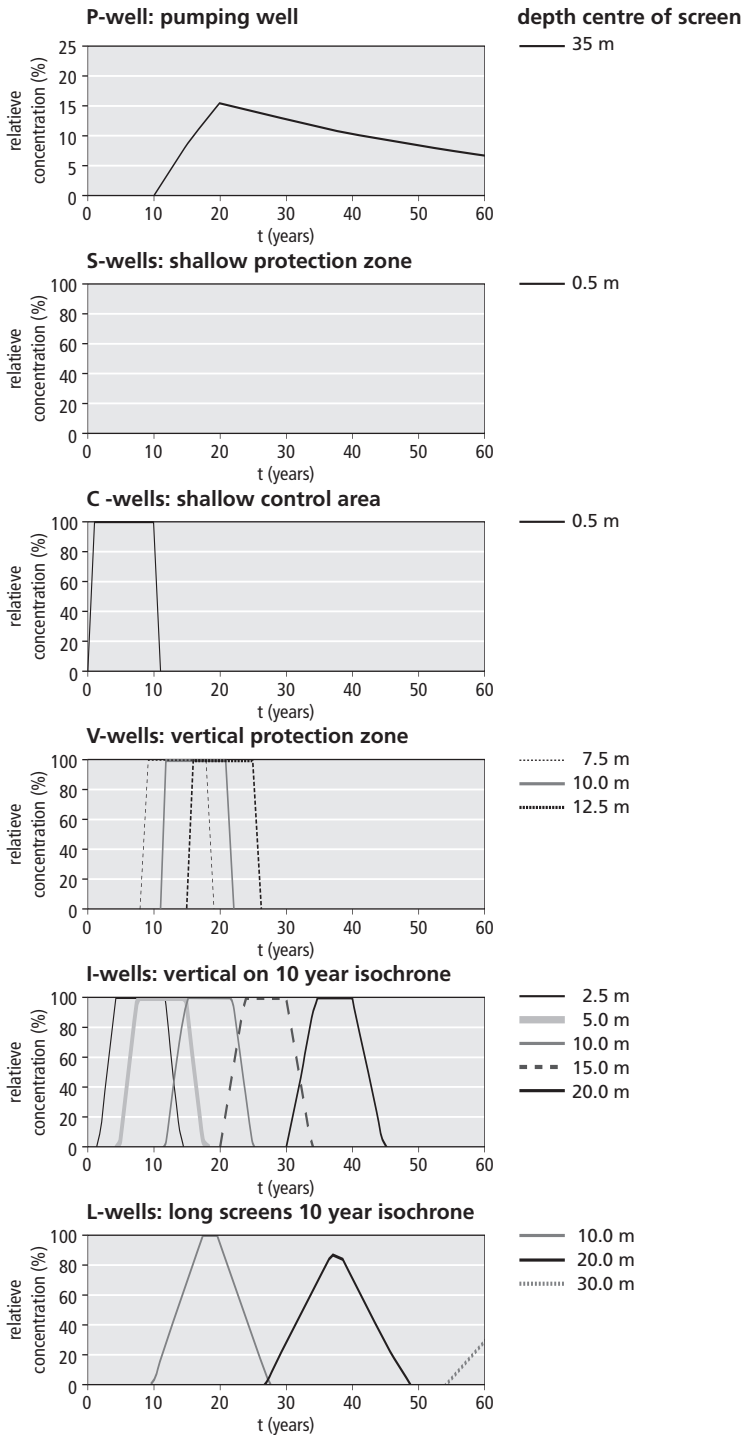 P-well: pumping well
depth centre of screen
relatieve
concentration (%)
25
20
15
10
5
0
0 10 20 30 40 50 60
t (years)
35 m
S-wells: shallow protection zone
relatieve
concentration (%)
100
80
60
40
20
0
0 10 20 30 40 50 60
t (years)
0.5 m
C -wells: shallow control area
relatieve
concentration (%)
100
80
60
40
20
0
0 10 20 30 40 50 60
t (years)
0.5 m
V-wells: vertical protection zone
relatieve
concentration (%)
100
80
60
40
20
0
0 10 20 30 40 50 60
t (years)
7.5 m
10.0 m
12.5 m
I-wells: vertical on 10 year isochrone
relatieve
concentration (%)
100
80
60
40
20
0
0 10 20 30 40 50 60
t (years)
2.5 m
5.0 m
10.0 m
15.0 m
20.0 m
L-wells: long screens 10 year isochrone
relatieve
concentration (%)
100
80
60
40
20
0
0 10 20 30 40 50 60
t (years)
10.0 m
20.0 m
30.0 m